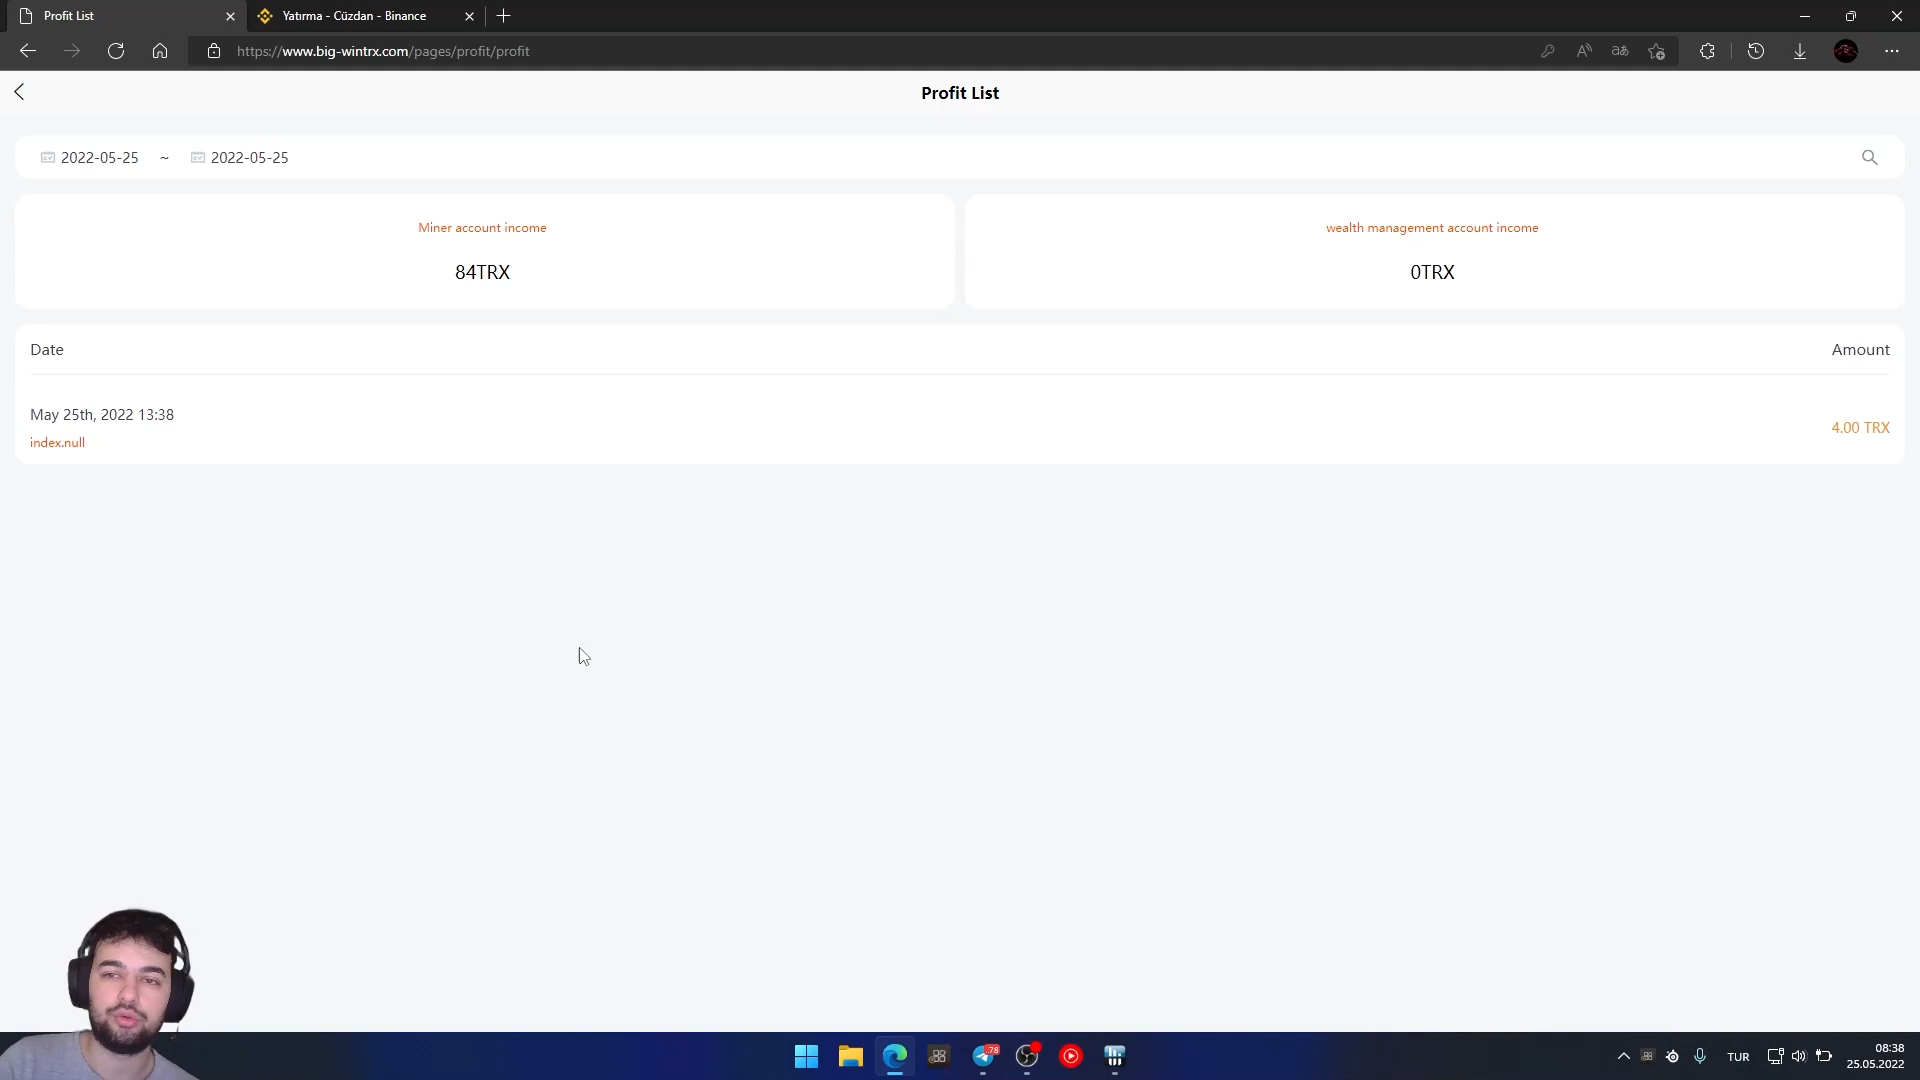 Profit List
Yatırma - Cüzdan - Binance
https://www.big-wintrx.com/pages/profit/profit
Profit List
2022-05-25 ~ 2022-05-25
Miner account income
84TRX
wealth management account income
0TRX
Date
Amount
May 25th, 2022 13:38
index.null
4.00 TRX
78
TUR
08:38
25.05.2022